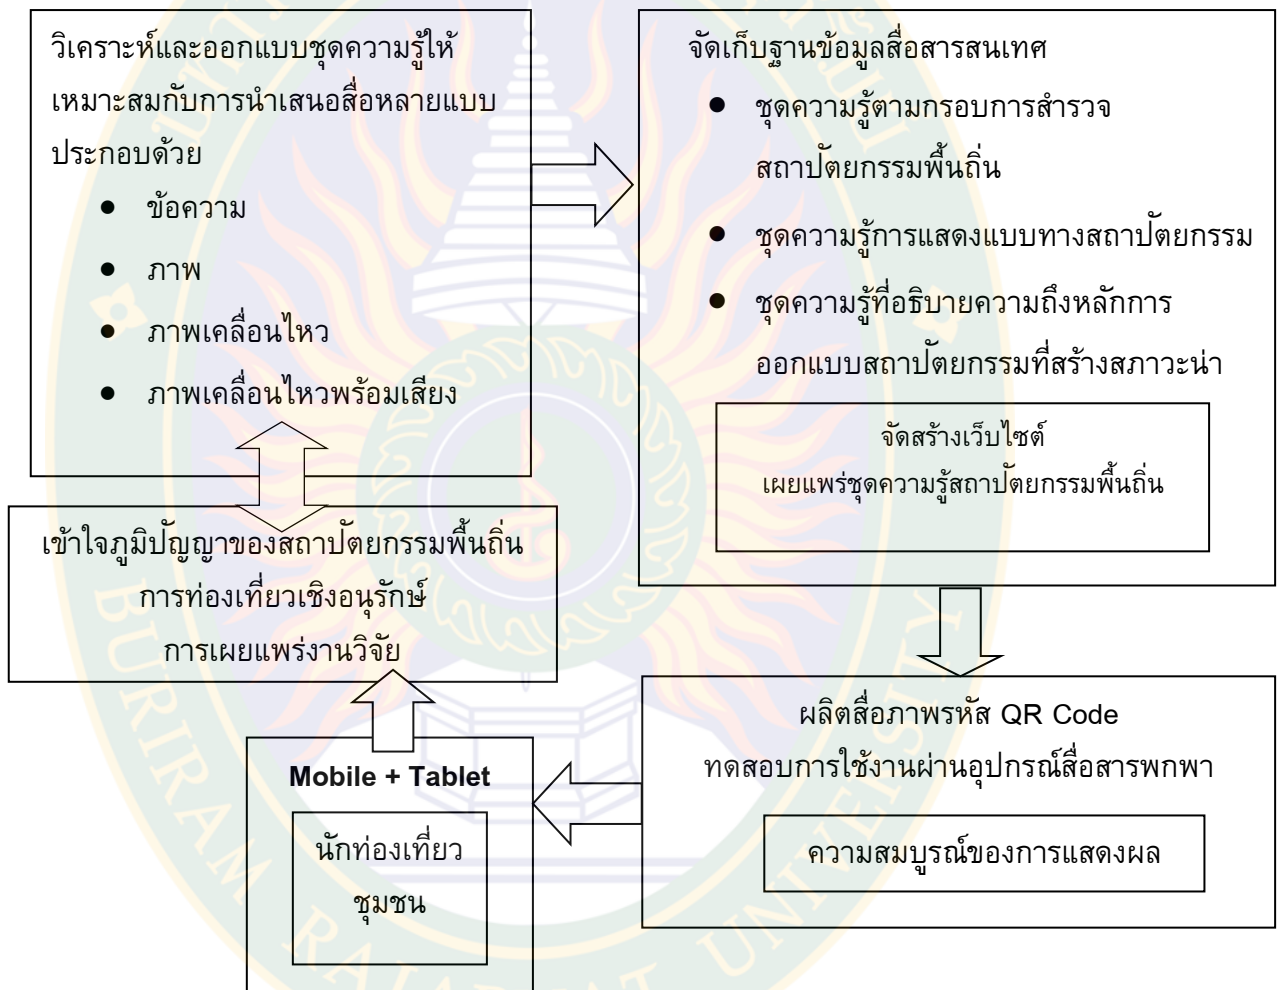 วิเคราะห์และออกแบบชุดความรู้ให้
เหมาะสมกับการนำเสนอสื่อหลายแบบ
ประกอบด้วย
● ข้อความ
● ภาพ
● ภาพเคลื่อนไหว
● ภาพเคลื่อนไหวพร้อมเสียง
จัดเก็บฐานข้อมูลสื่อสารสนเทศ
● ชุดความรู้ตามกรอบการสำรวจ
สถาปัตยกรรมพื้นถิ่น
● ชุดความรู้การแสดงแบบทางสถาปัตยกรรม
● ชุดความรู้ที่อธิบายความถึงหลักการ
ออกแบบสถาปัตยกรรมที่สร้างสภาวะน่า
จัดสร้างเว็บไซต์
เผยแพร่ชุดความรู้สถาปัตยกรรมพื้นถิ่น
เข้าใจภูมิปัญญาของสถาปัตยกรรมพื้นถิ่น
การท่องเที่ยวเชิงอนุรักษ์
การเผยแพร่งานวิจัย
ผลิตสื่อภาพรหัส QR Code
ทดสอบการใช้งานผ่านอุปกรณ์สื่อสารพกพา
ความสมบูรณ์ของการแสดงผล
Mobile + Tablet
นักท่องเที่ยว
ชุมชน
BURIRAM
UNIVERSITY